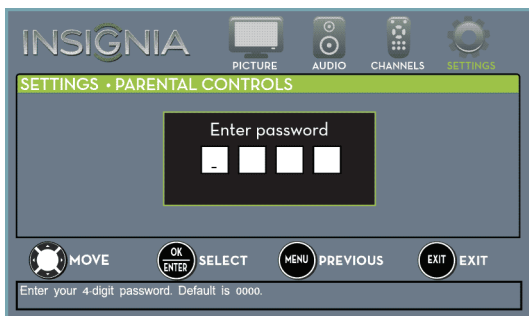 INSIGNIA
PICTURE AUDIO CHANNELS SETTINGS
SETTINGS • PARENTAL CONTROLS
Enter password
_
MOVE OK ENTER SELECT MENU PREVIOUS EXIT EXIT
Enter your 4-digit password. Default is 0000.